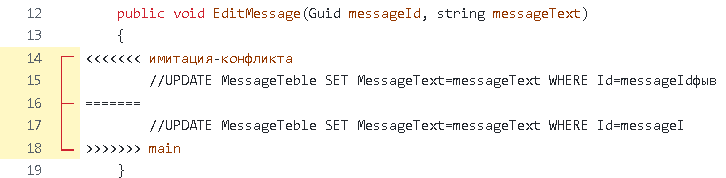 12 public void EditMessage(Guid messageId, string messageText)
13 {
14 <<<<<<< имитация-конфликта
15 //UPDATE MessageTeble SET MessageText=messageText WHERE Id=messageIdфыв
16 =======
17 //UPDATE MessageTeble SET MessageText=messageText WHERE Id=messageI
18 >>>>>>> main
19 }